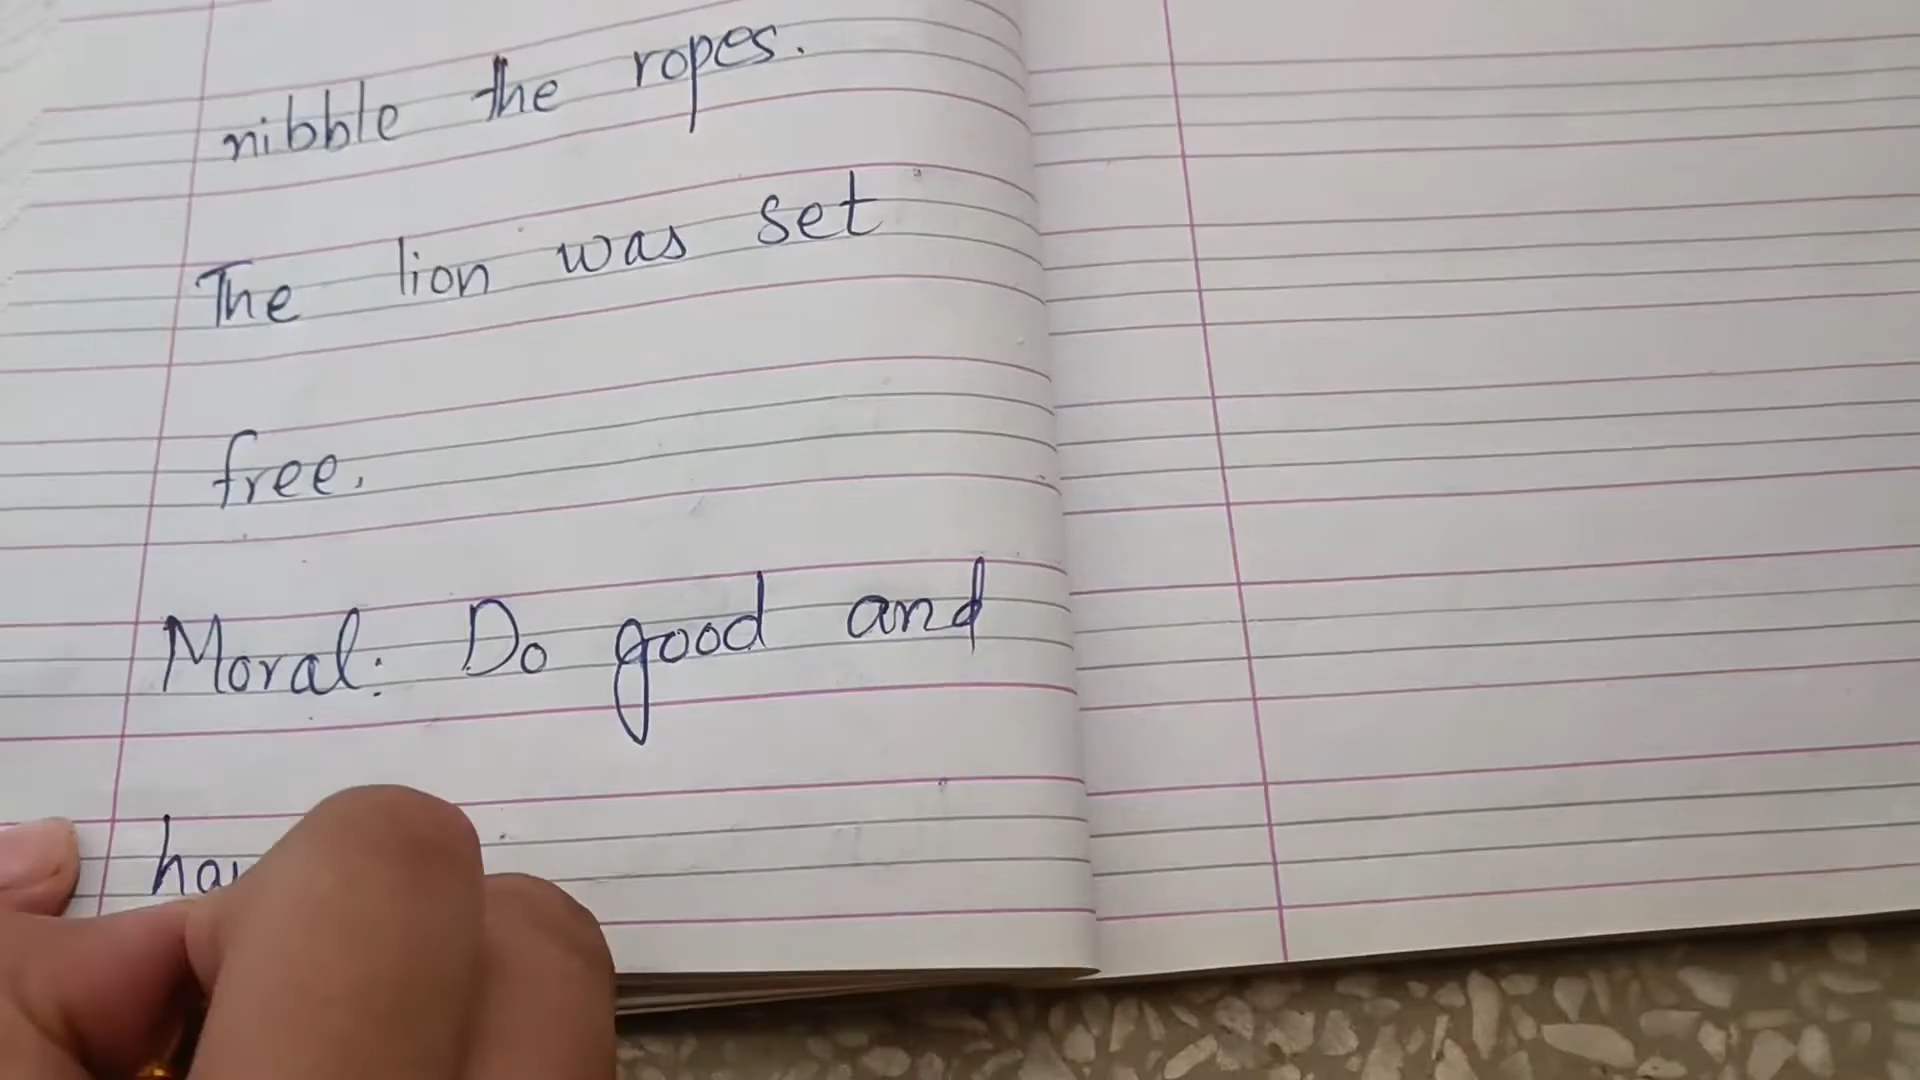 nibble the ropes.
The lion was set
free.
Moral: Do good and